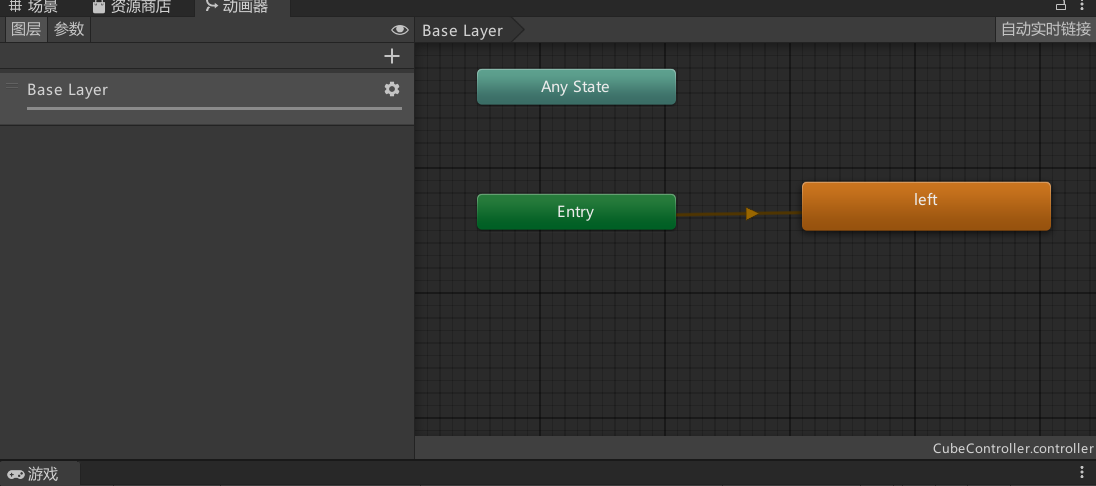 场景 资源商店 动画器
图层 参数
Base Layer
自动实时链接
Base Layer
Any State
Entry
left
CubeController.controller
游戏